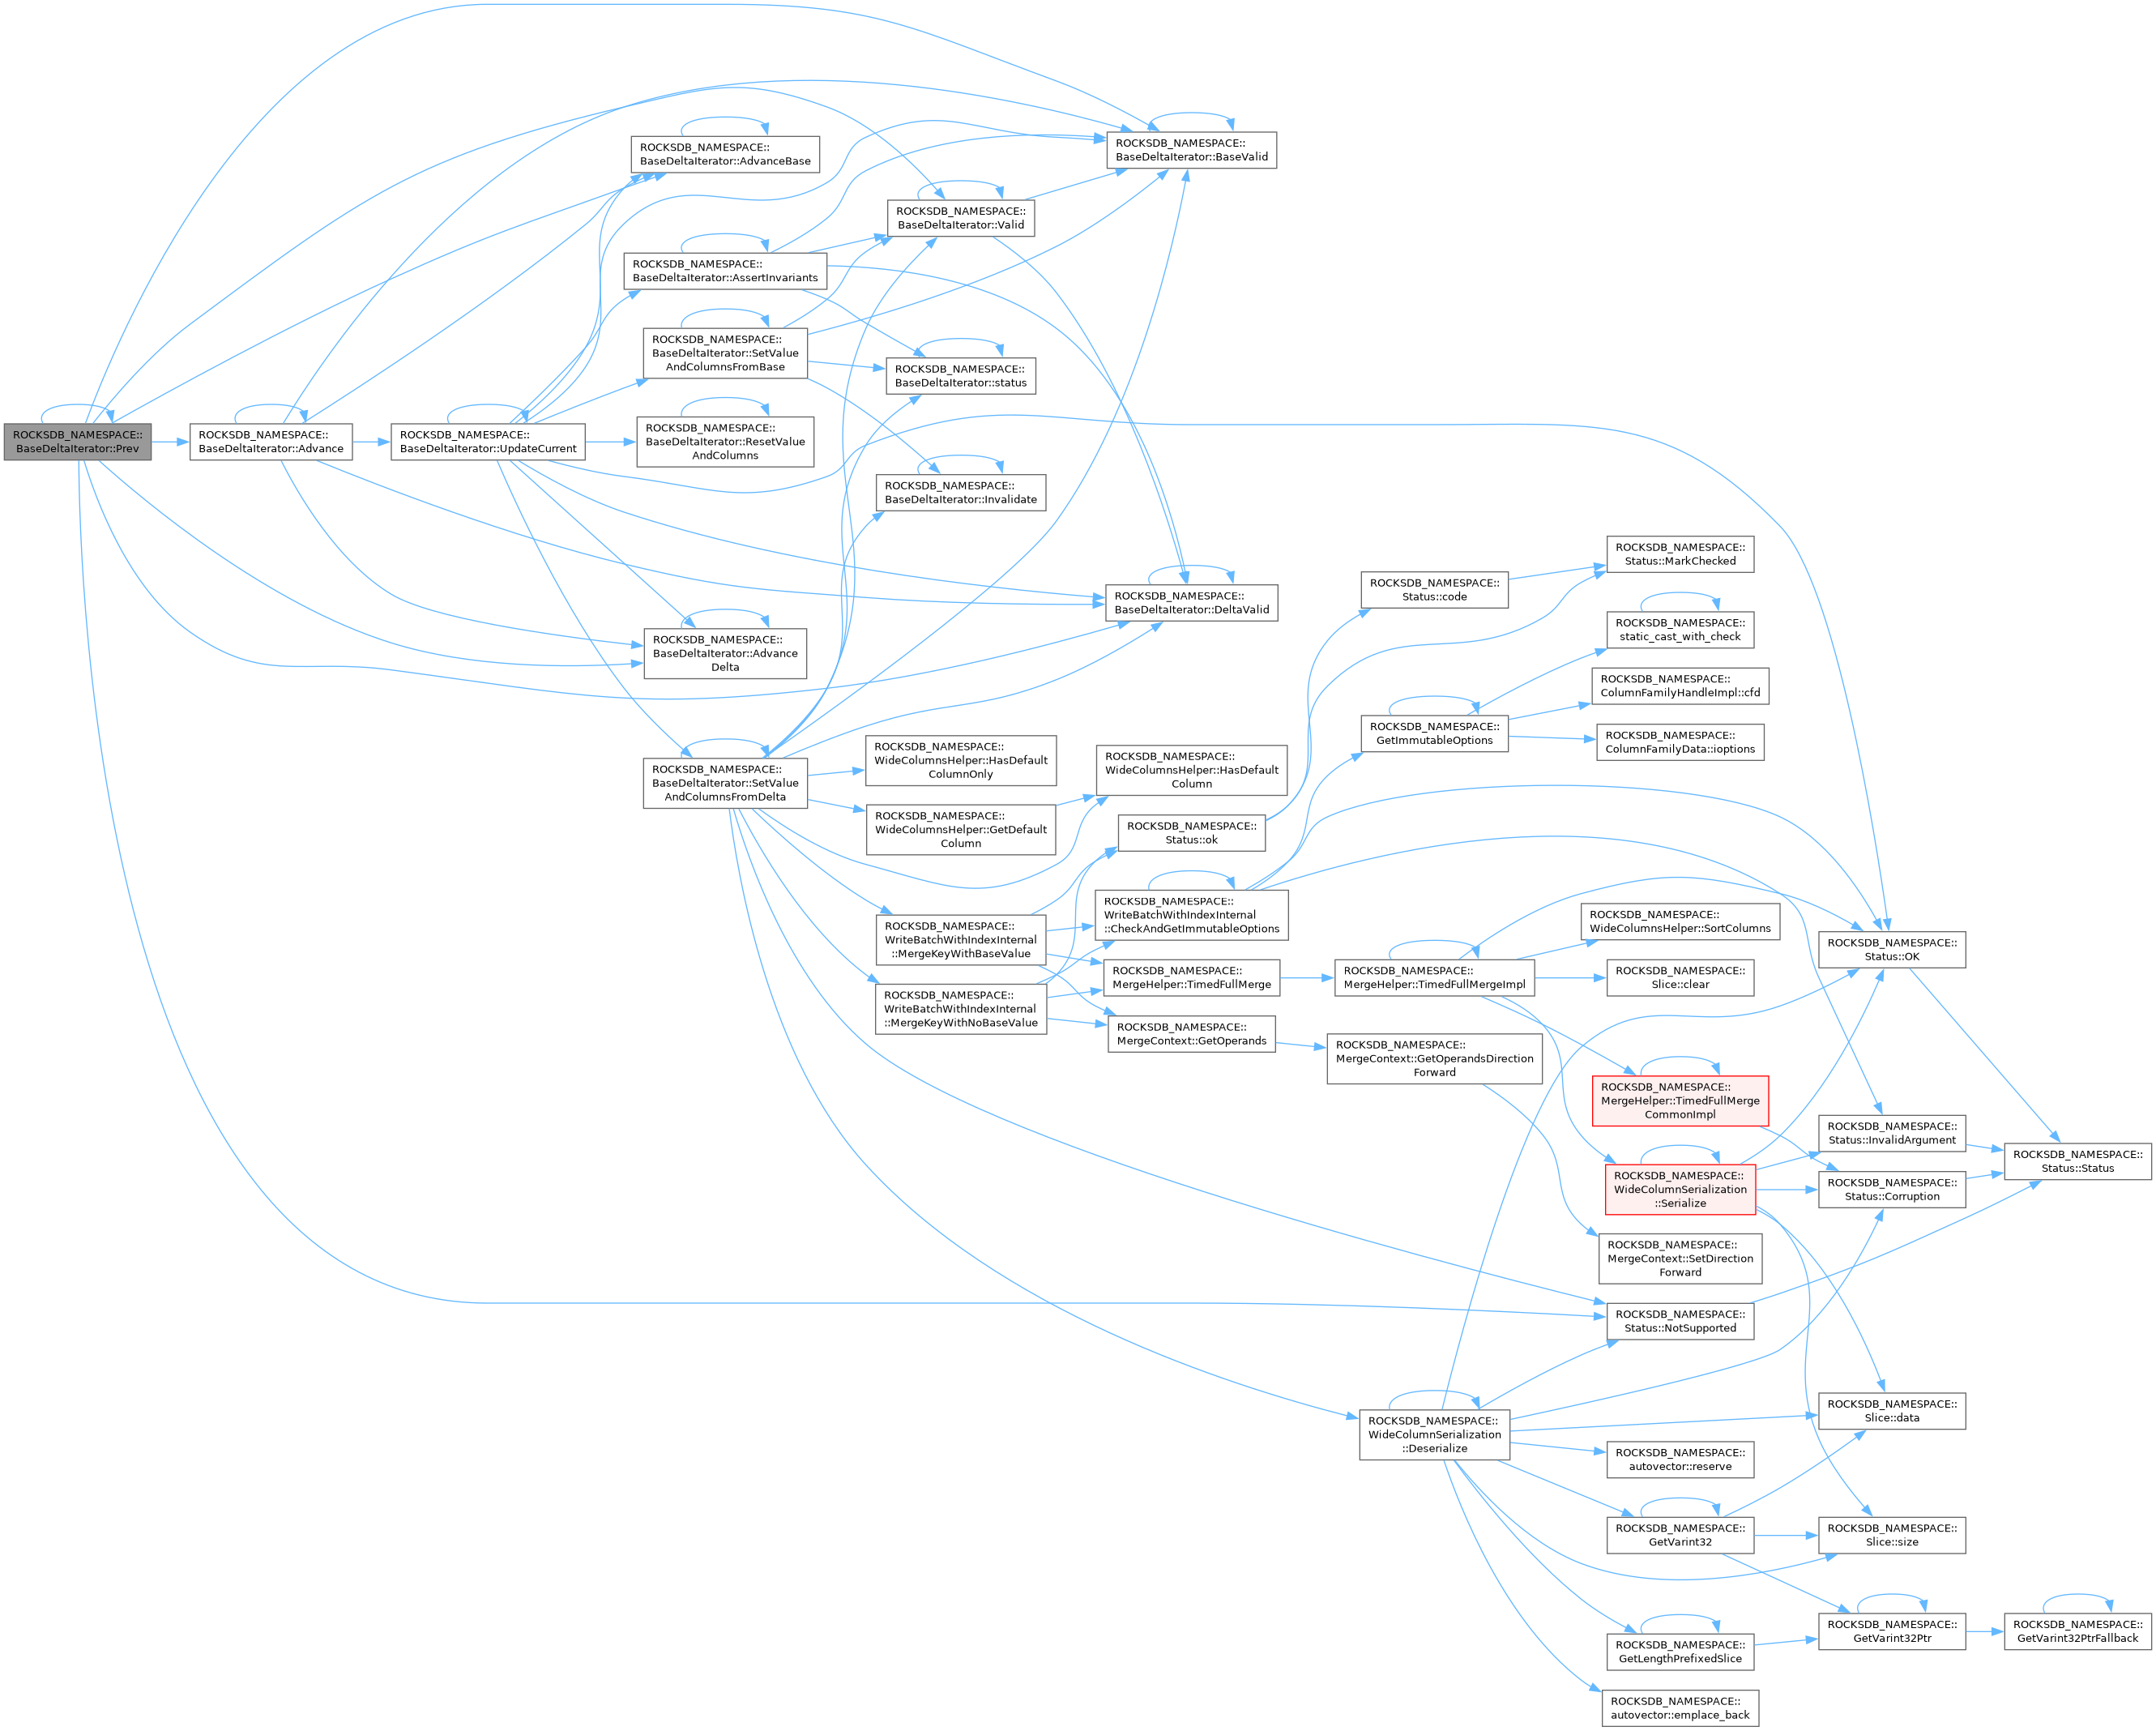 ROCKSDB_NAMESPACE::
BaseDeltaIterator::Prev
ROCKSDB_NAMESPACE::
BaseDeltaIterator::Advance
ROCKSDB_NAMESPACE::
BaseDeltaIterator::UpdateCurrent
ROCKSDB_NAMESPACE::
BaseDeltaIterator::AdvanceBase
ROCKSDB_NAMESPACE::
BaseDeltaIterator::AssertInvariants
ROCKSDB_NAMESPACE::
BaseDeltaIterator::SetValue
AndColumnsFromBase
ROCKSDB_NAMESPACE::
BaseDeltaIterator::ResetValue
AndColumns
ROCKSDB_NAMESPACE::
BaseDeltaIterator::Advance
Delta
ROCKSDB_NAMESPACE::
BaseDeltaIterator::SetValue
AndColumnsFromDelta
ROCKSDB_NAMESPACE::
BaseDeltaIterator::Valid
ROCKSDB_NAMESPACE::
BaseDeltaIterator::status
ROCKSDB_NAMESPACE::
BaseDeltaIterator::Invalidate
ROCKSDB_NAMESPACE::
WideColumnsHelper::HasDefault
ColumnOnly
ROCKSDB_NAMESPACE::
WideColumnsHelper::GetDefault
Column
ROCKSDB_NAMESPACE::
WriteBatchWithIndexInternal
::MergeKeyWithBaseValue
ROCKSDB_NAMESPACE::
WriteBatchWithIndexInternal
::MergeKeyWithNoBaseValue
ROCKSDB_NAMESPACE::
BaseDeltaIterator::BaseValid
ROCKSDB_NAMESPACE::
BaseDeltaIterator::DeltaValid
ROCKSDB_NAMESPACE::
WideColumnsHelper::HasDefault
Column
ROCKSDB_NAMESPACE::
Status::ok
ROCKSDB_NAMESPACE::
WriteBatchWithIndexInternal
::CheckAndGetImmutableOptions
ROCKSDB_NAMESPACE::
MergeHelper::TimedFullMerge
ROCKSDB_NAMESPACE::
MergeContext::GetOperands
ROCKSDB_NAMESPACE::
Status::code
ROCKSDB_NAMESPACE::
GetImmutableOptions
ROCKSDB_NAMESPACE::
MergeHelper::TimedFullMergeImpl
ROCKSDB_NAMESPACE::
MergeContext::GetOperandsDirection
Forward
ROCKSDB_NAMESPACE::
WideColumnSerialization
::Deserialize
ROCKSDB_NAMESPACE::
Status::MarkChecked
ROCKSDB_NAMESPACE::
static_cast_with_check
ROCKSDB_NAMESPACE::
ColumnFamilyHandleImpl::cfd
ROCKSDB_NAMESPACE::
ColumnFamilyData::ioptions
ROCKSDB_NAMESPACE::
WideColumnsHelper::SortColumns
ROCKSDB_NAMESPACE::
Slice::clear
ROCKSDB_NAMESPACE::
MergeHelper::TimedFullMerge
CommonImpl
ROCKSDB_NAMESPACE::
WideColumnSerialization
::Serialize
ROCKSDB_NAMESPACE::
MergeContext::SetDirection
Forward
ROCKSDB_NAMESPACE::
Status::NotSupported
ROCKSDB_NAMESPACE::
autovector::reserve
ROCKSDB_NAMESPACE::
GetVarint32
ROCKSDB_NAMESPACE::
GetLengthPrefixedSlice
ROCKSDB_NAMESPACE::
autovector::emplace_back
ROCKSDB_NAMESPACE::
Status::OK
ROCKSDB_NAMESPACE::
Status::InvalidArgument
ROCKSDB_NAMESPACE::
Status::Corruption
ROCKSDB_NAMESPACE::
Slice::data
ROCKSDB_NAMESPACE::
Slice::size
ROCKSDB_NAMESPACE::
GetVarint32Ptr
ROCKSDB_NAMESPACE::
Status::Status
ROCKSDB_NAMESPACE::
GetVarint32PtrFallback